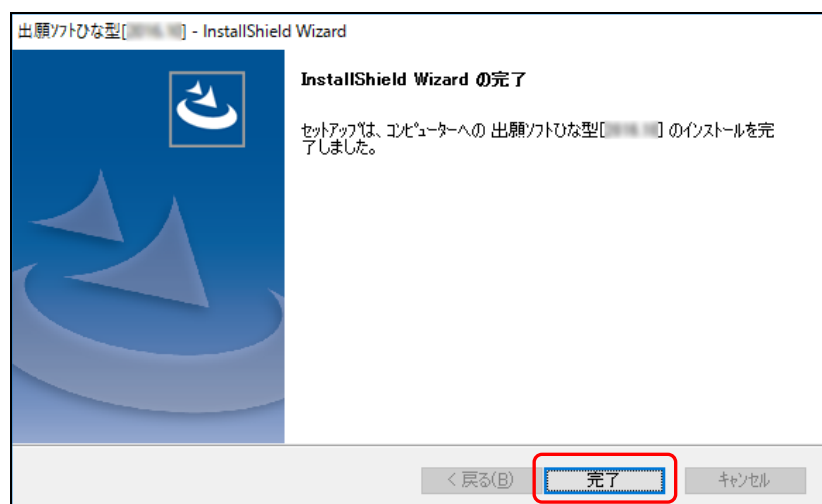 出願ソフトひな型[ ] - InstallShield Wizard
InstallShield Wizard の完了
セットアップは、コンピューターへの 出願ソフトひな型[ ] のインストールを完
了しました。
< 戻る(B)
完了
キャンセル